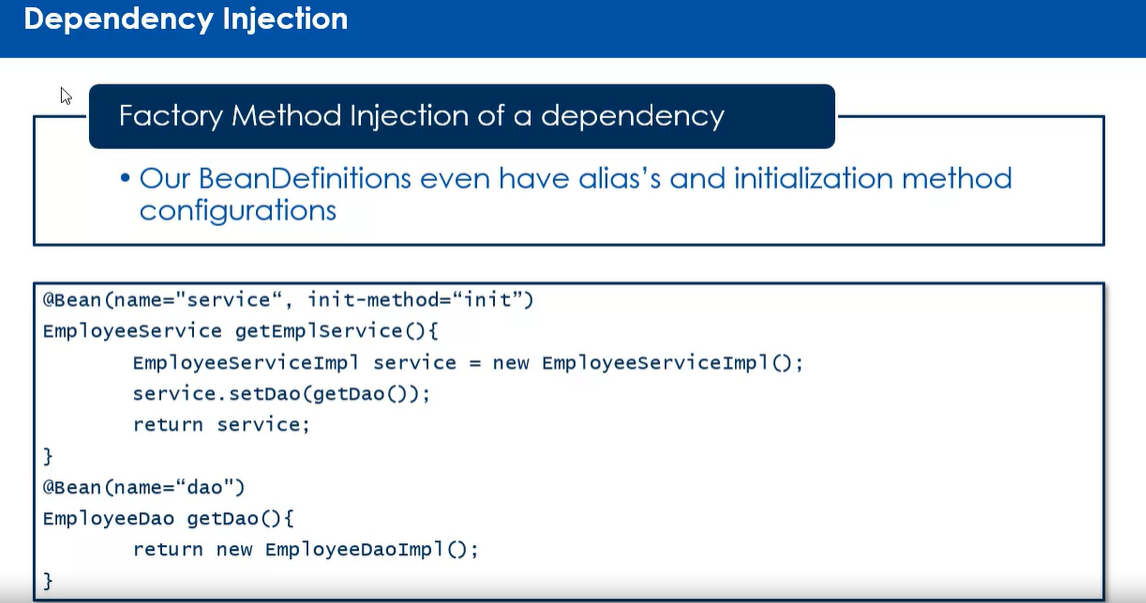 Dependency Injection
Factory Method Injection of a dependency
• Our BeanDefinitions even have alias’s and initialization method
configurations
@Bean(name="service“, init-method=“init”)
EmployeeService getEmplService(){
EmployeeServiceImpl service = new EmployeeServiceImpl();
service.setDao(getDao());
return service;
}
@Bean(name=“dao")
EmployeeDao getDao(){
return new EmployeeDaoImpl();
}